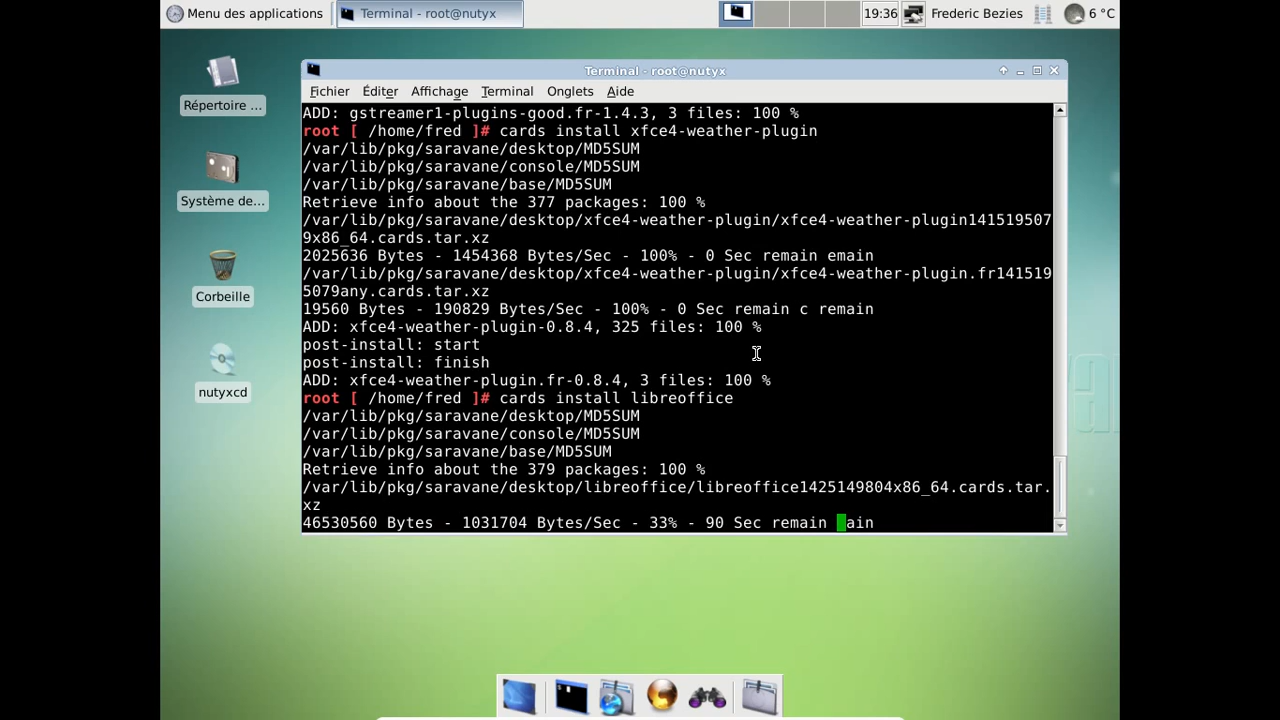 Menu des applications
Terminal - root@nutyx
19:36
Frederic Bezies
6 °C
Répertoire ...
Système de...
Corbeille
nutyxcd
Terminal - root@nutyx
Fichier Éditer Affichage Terminal Onglets Aide
ADD: gstreamer1-plugins-good.fr-1.4.3, 3 files: 100 %
root [ /home/fred ]# cards install xfce4-weather-plugin
/var/lib/pkg/saravane/desktop/MD5SUM
/var/lib/pkg/saravane/console/MD5SUM
/var/lib/pkg/saravane/base/MD5SUM
Retrieve info about the 377 packages: 100 %
/var/lib/pkg/saravane/desktop/xfce4-weather-plugin/xfce4-weather-plugin141519507
9x86_64.cards.tar.xz
2025636 Bytes - 1454368 Bytes/Sec - 100% - 0 Sec remain emain
/var/lib/pkg/saravane/desktop/xfce4-weather-plugin/xfce4-weather-plugin.fr141519
5079any.cards.tar.xz
19560 Bytes - 190829 Bytes/Sec - 100% - 0 Sec remain c remain
ADD: xfce4-weather-plugin-0.8.4, 325 files: 100 %
post-install: start
post-install: finish
ADD: xfce4-weather-plugin.fr-0.8.4, 3 files: 100 %
root [ /home/fred ]# cards install libreoffice
/var/lib/pkg/saravane/desktop/MD5SUM
/var/lib/pkg/saravane/console/MD5SUM
/var/lib/pkg/saravane/base/MD5SUM
Retrieve info about the 379 packages: 100 %
/var/lib/pkg/saravane/desktop/libreoffice/libreoffice1425149804x86_64.cards.tar.
xz
46530560 Bytes - 1031704 Bytes/Sec - 33% - 90 Sec remain ain